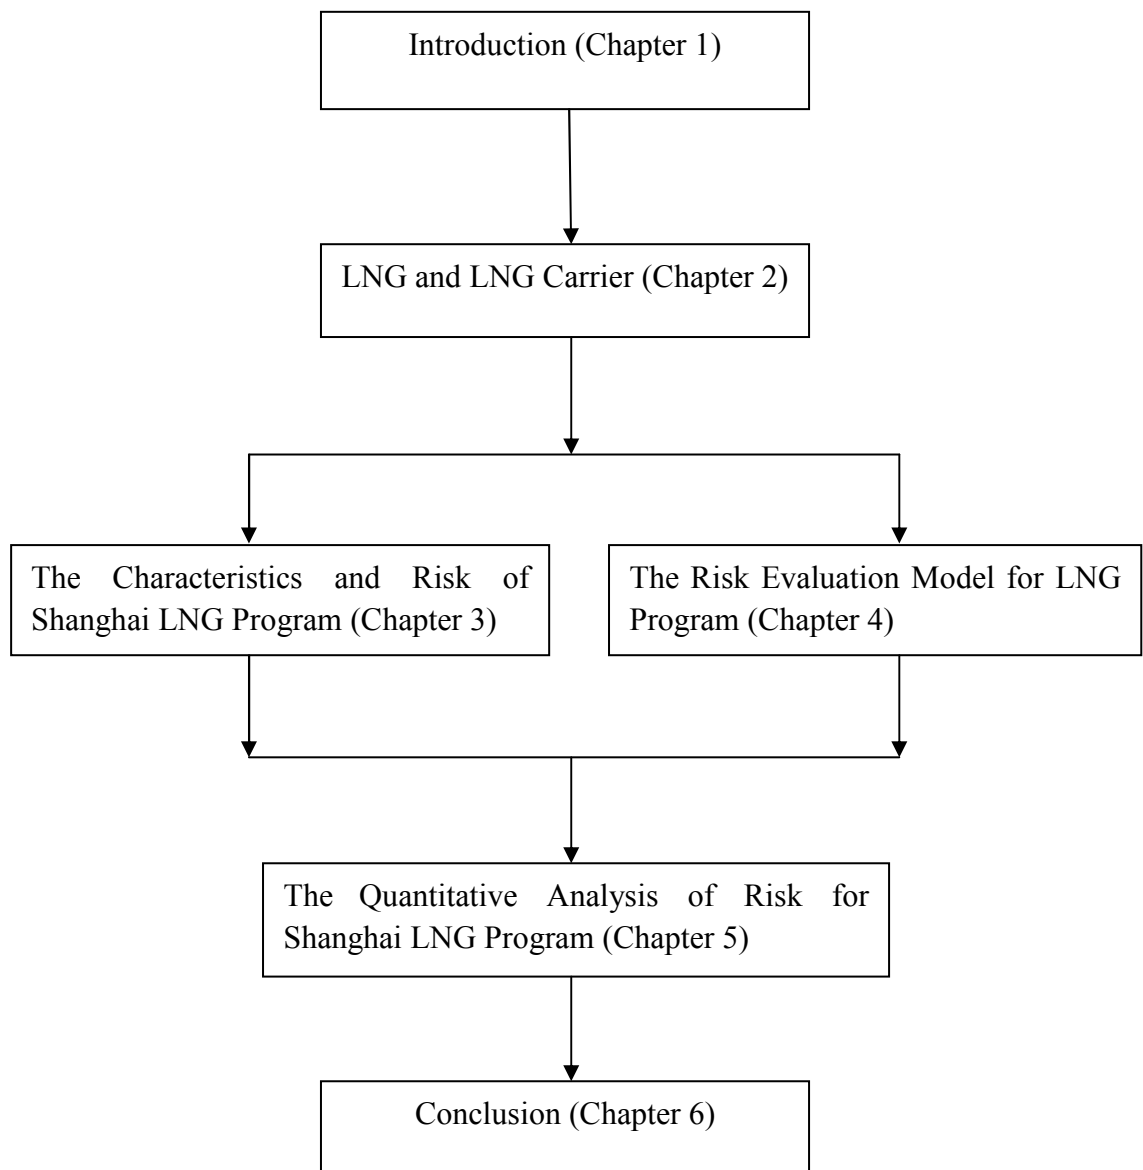 Introduction (Chapter 1)
LNG and LNG Carrier (Chapter 2)
The Characteristics and Risk of
Shanghai LNG Program (Chapter 3)
The Risk Evaluation Model for LNG
Program (Chapter 4)
The Quantitative Analysis of Risk for
Shanghai LNG Program (Chapter 5)
Conclusion (Chapter 6)